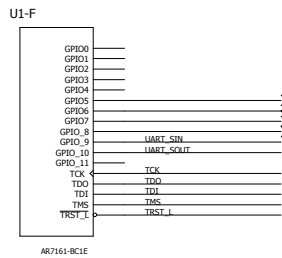 U1-F
GPIO0
GPIO1
GPIO2
GPIO3
GPIO4
GPIO5
GPIO6
GPIO7
GPIO_8
GPIO_9 UART_SIN
GPIO_10 UART_SOUT
GPIO_11
TCK TCK
TDO TDO
TDI TDI
TMS TMS
TRST_L TRST_L
AR7161-BC1E